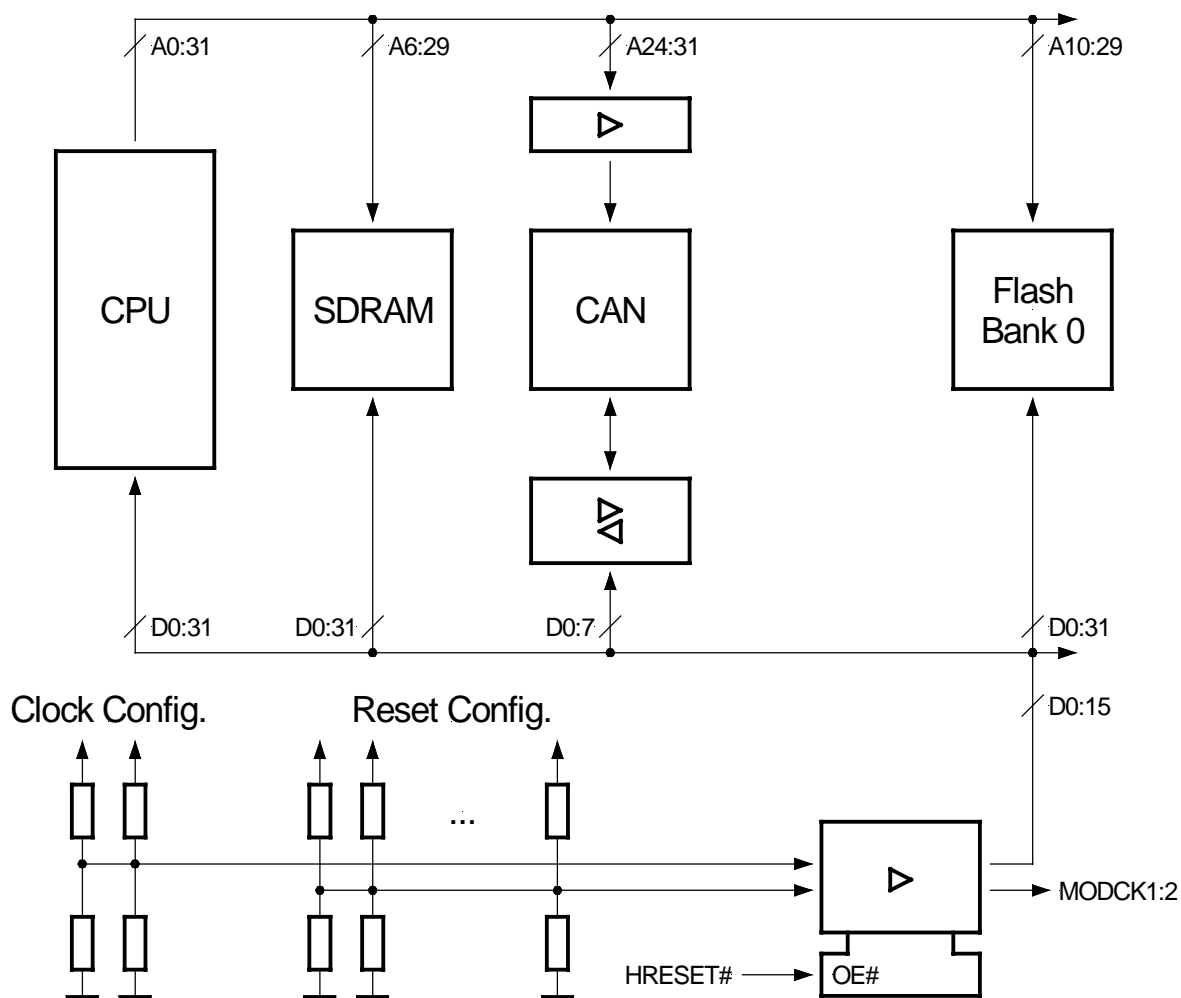 A0:31
A6:29
A24:31
A10:29
CPU
SDRAM
CAN
Flash
Bank 0
D0:31
D0:31
D0:7
D0:31
Clock Config.
Reset Config.
D0:15
...
MODCK1:2
HRESET#
OE#